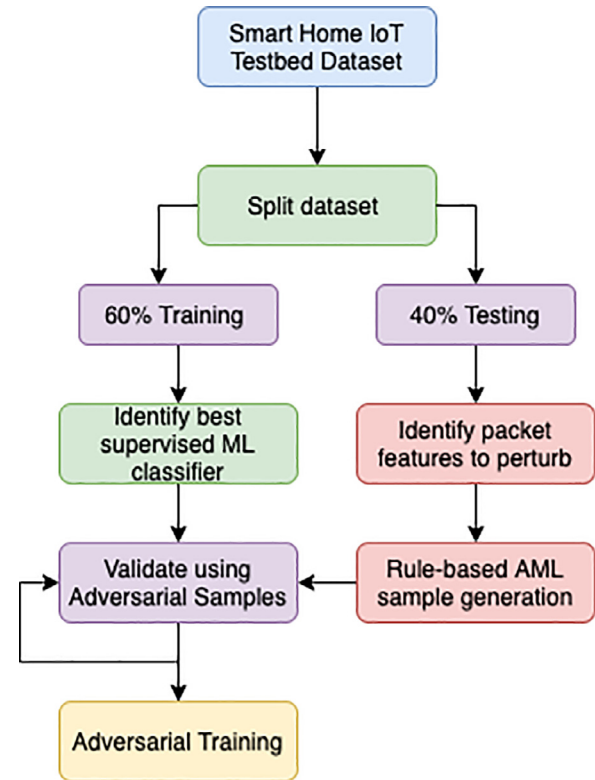 Smart Home IoT
Testbed Dataset
Split dataset
60% Training
40% Testing
Identify best
supervised ML
classifier
Identify packet
features to perturb
Validate using
Adversarial Samples
Rule-based AML
sample generation
Adversarial Training